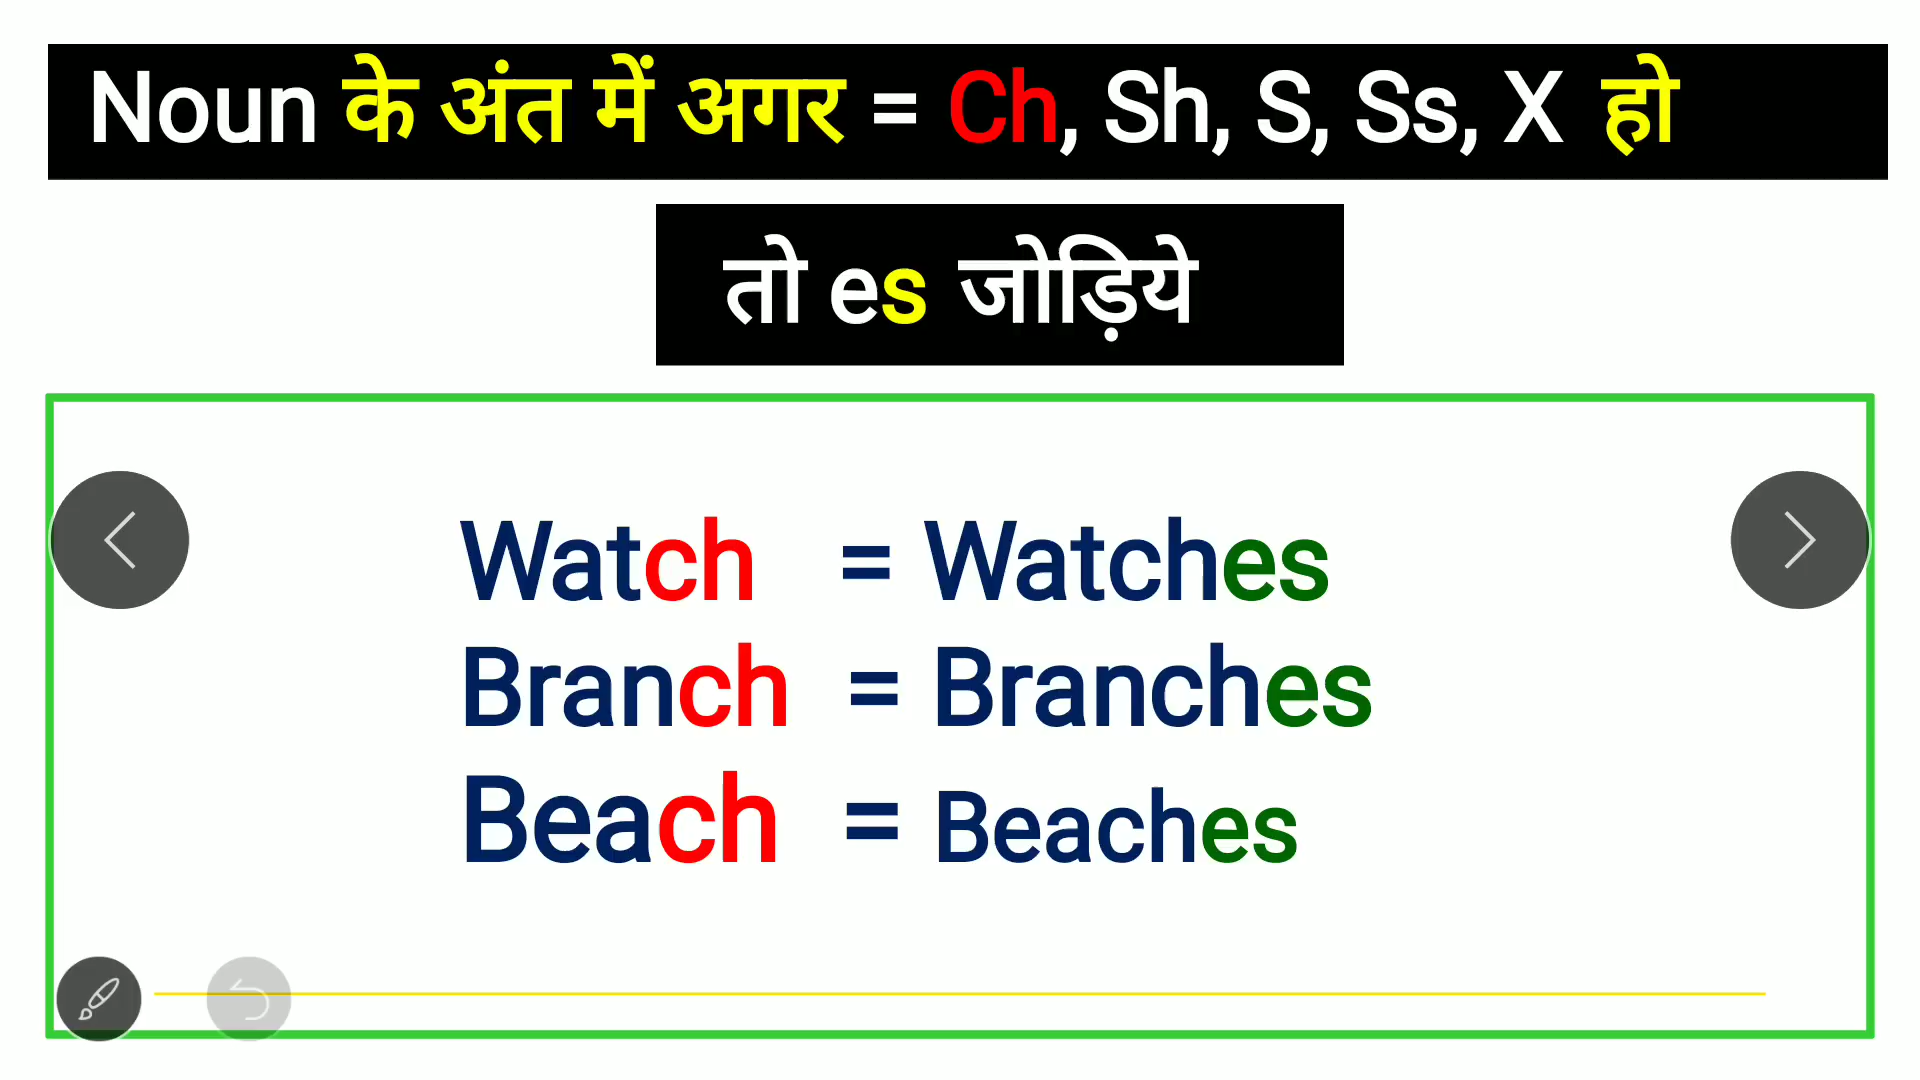 Noun के अंत में अगर = Ch, Sh, S, Ss, X हो
तो es जोड़िये
Watch = Watches
Branch = Branches
Beach = Beaches